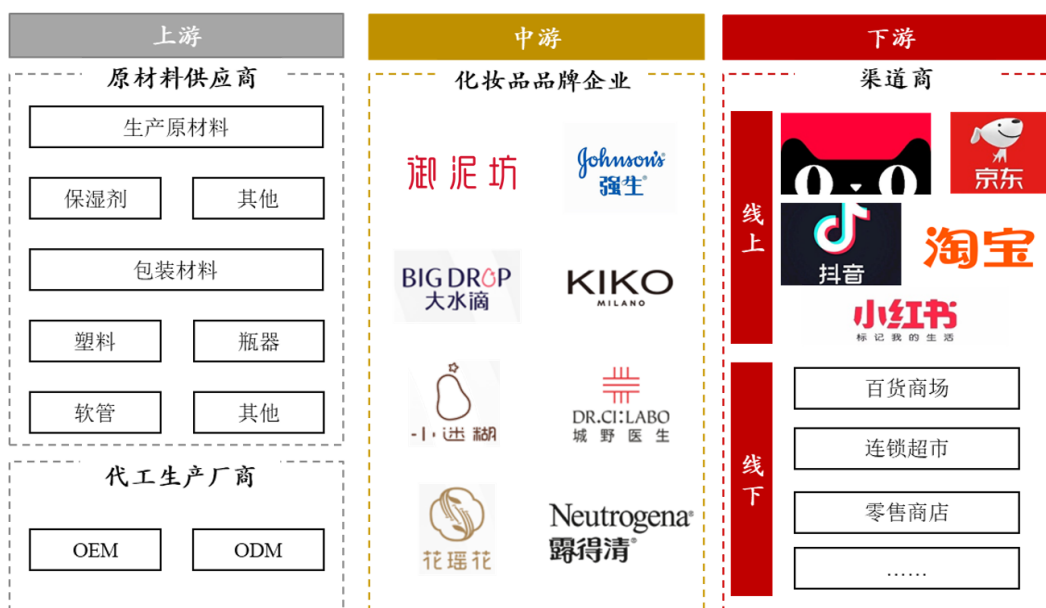 上游
原材料供应商
生产原材料
保湿剂
其他
包装材料
塑料
瓶器
软管
其他
代工生产厂商
OEM
ODM
中游
化妆品品牌企业
御泥坊
Johnson's
强生®
BIG DROP
大水滴
KIKO
MILANO
小迷糊
DR.CI:LABO
城野医生
花瑶花
Neutrogena®
露得清®
下游
渠道商
线上
京东
抖音
淘宝
小红书
标记我的生活
线下
百货商场
连锁超市
零售商店
……